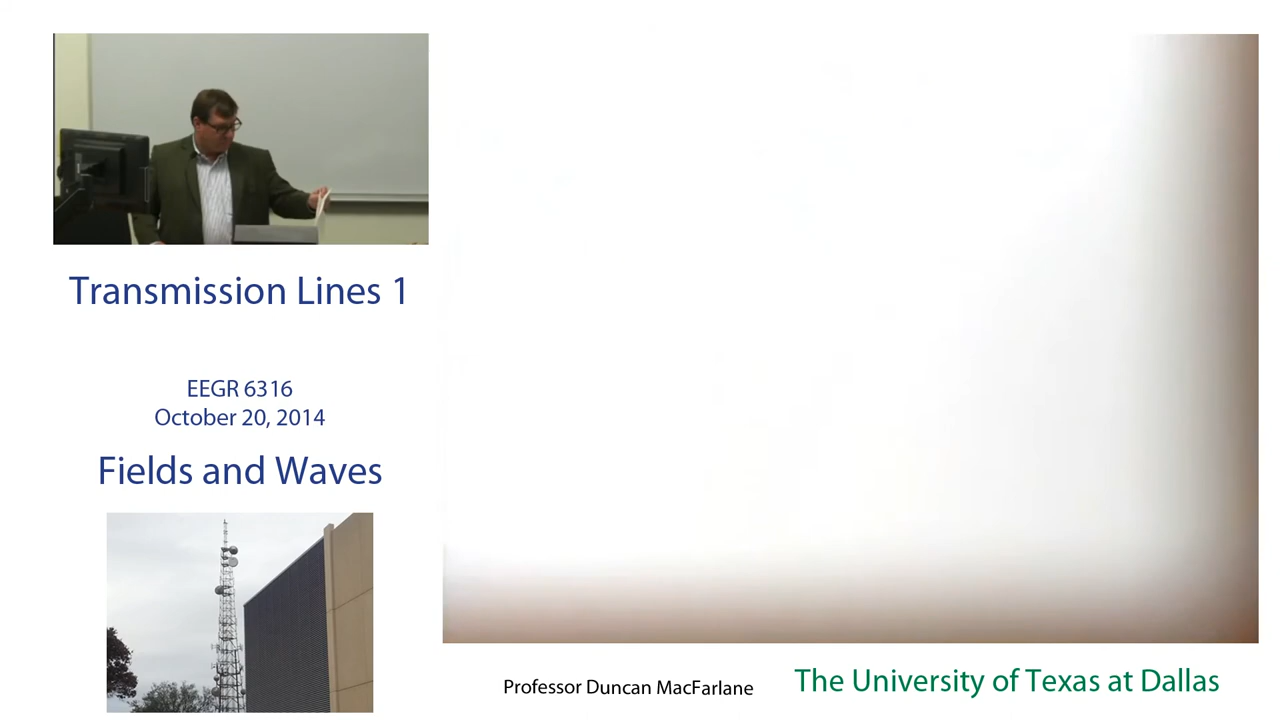 Transmission Lines 1
EEGR 6316
October 20, 2014
Fields and Waves
Professor Duncan MacFarlane
The University of Texas at Dallas